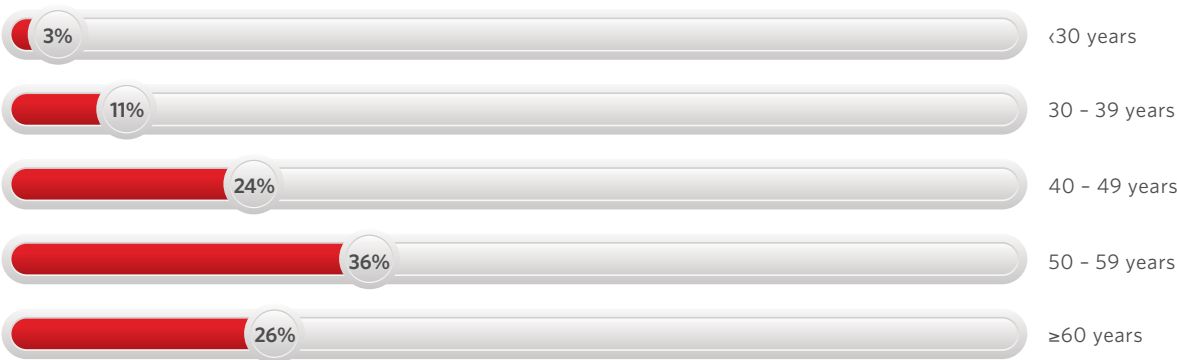 3% ‹30 years
11% 30 – 39 years
24% 40 – 49 years
36% 50 – 59 years
26% ≥60 years